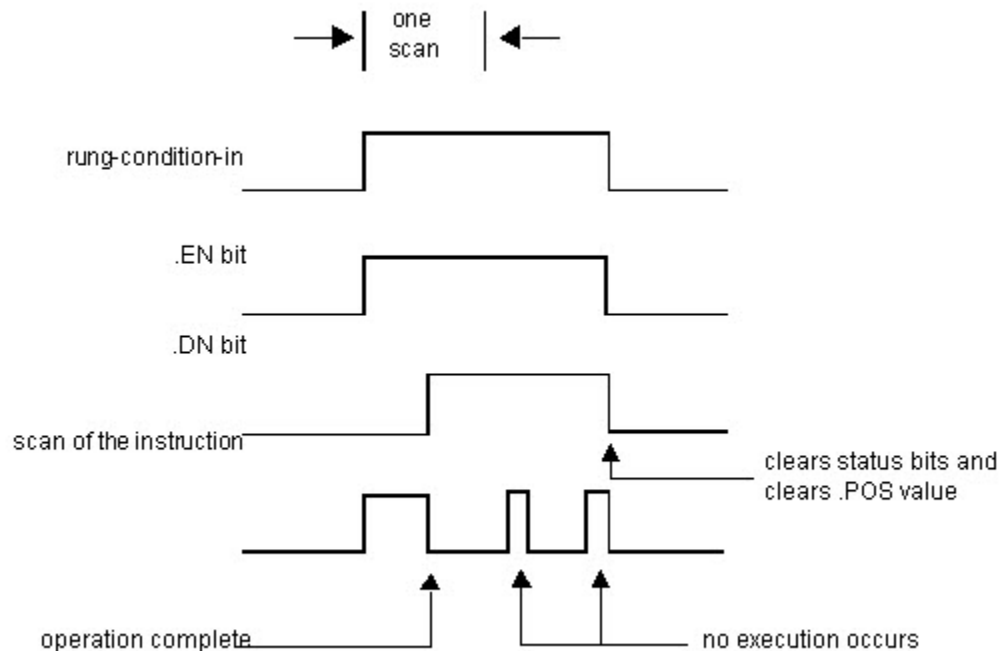 one
scan
rung-condition-in
.EN bit
.DN bit
scan of the instruction
clears status bits and
clears .POS value
operation complete
no execution occurs